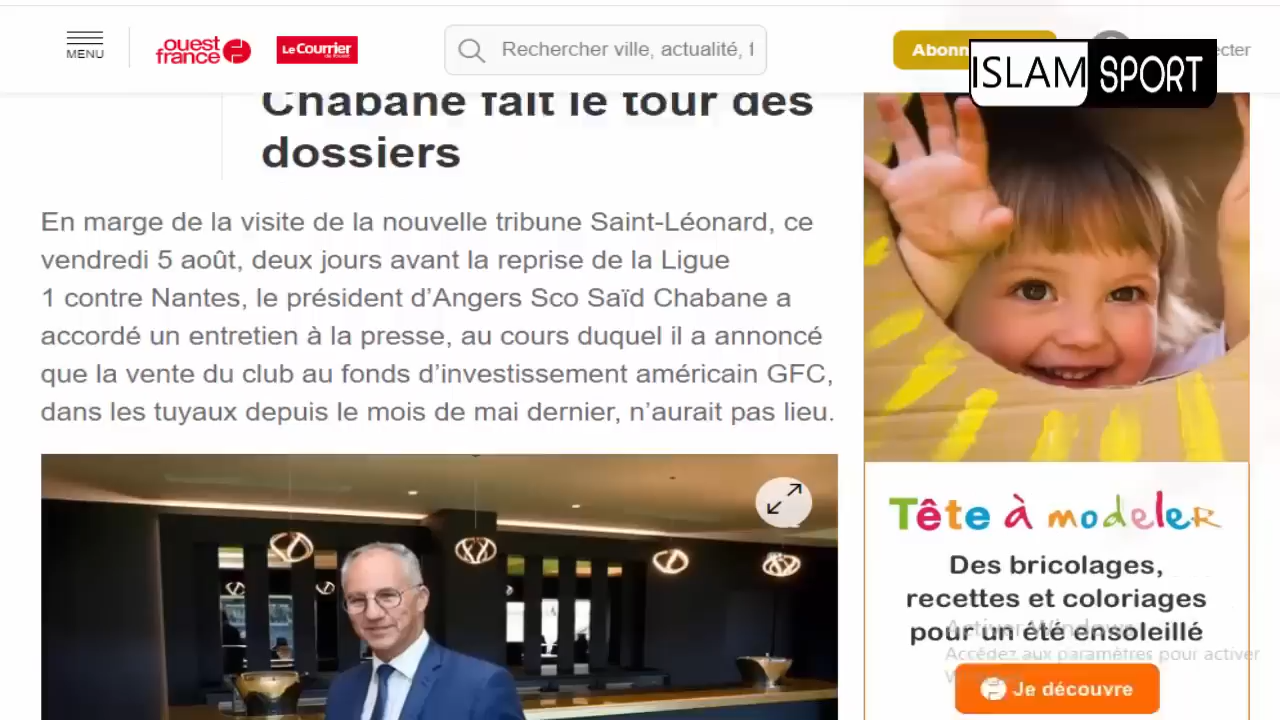 MENU
ouest
france
Le Courrier
Rechercher ville, actualité, f
Abonn
ecter
ISLAM SPORT
Chabane fait le tour des
dossiers
En marge de la visite de la nouvelle tribune Saint-Léonard, ce
vendredi 5 août, deux jours avant la reprise de la Ligue
1 contre Nantes, le président d’Angers Sco Saïd Chabane a
accordé un entretien à la presse, au cours duquel il a annoncé
que la vente du club au fonds d’investissement américain GFC,
dans les tuyaux depuis le mois de mai dernier, n’aurait pas lieu.
Tête à modeler
Des bricolages,
recettes et coloriages
pour un été ensoleillé
Activer Windows
Accédez aux paramètres pour activer
Je découvre